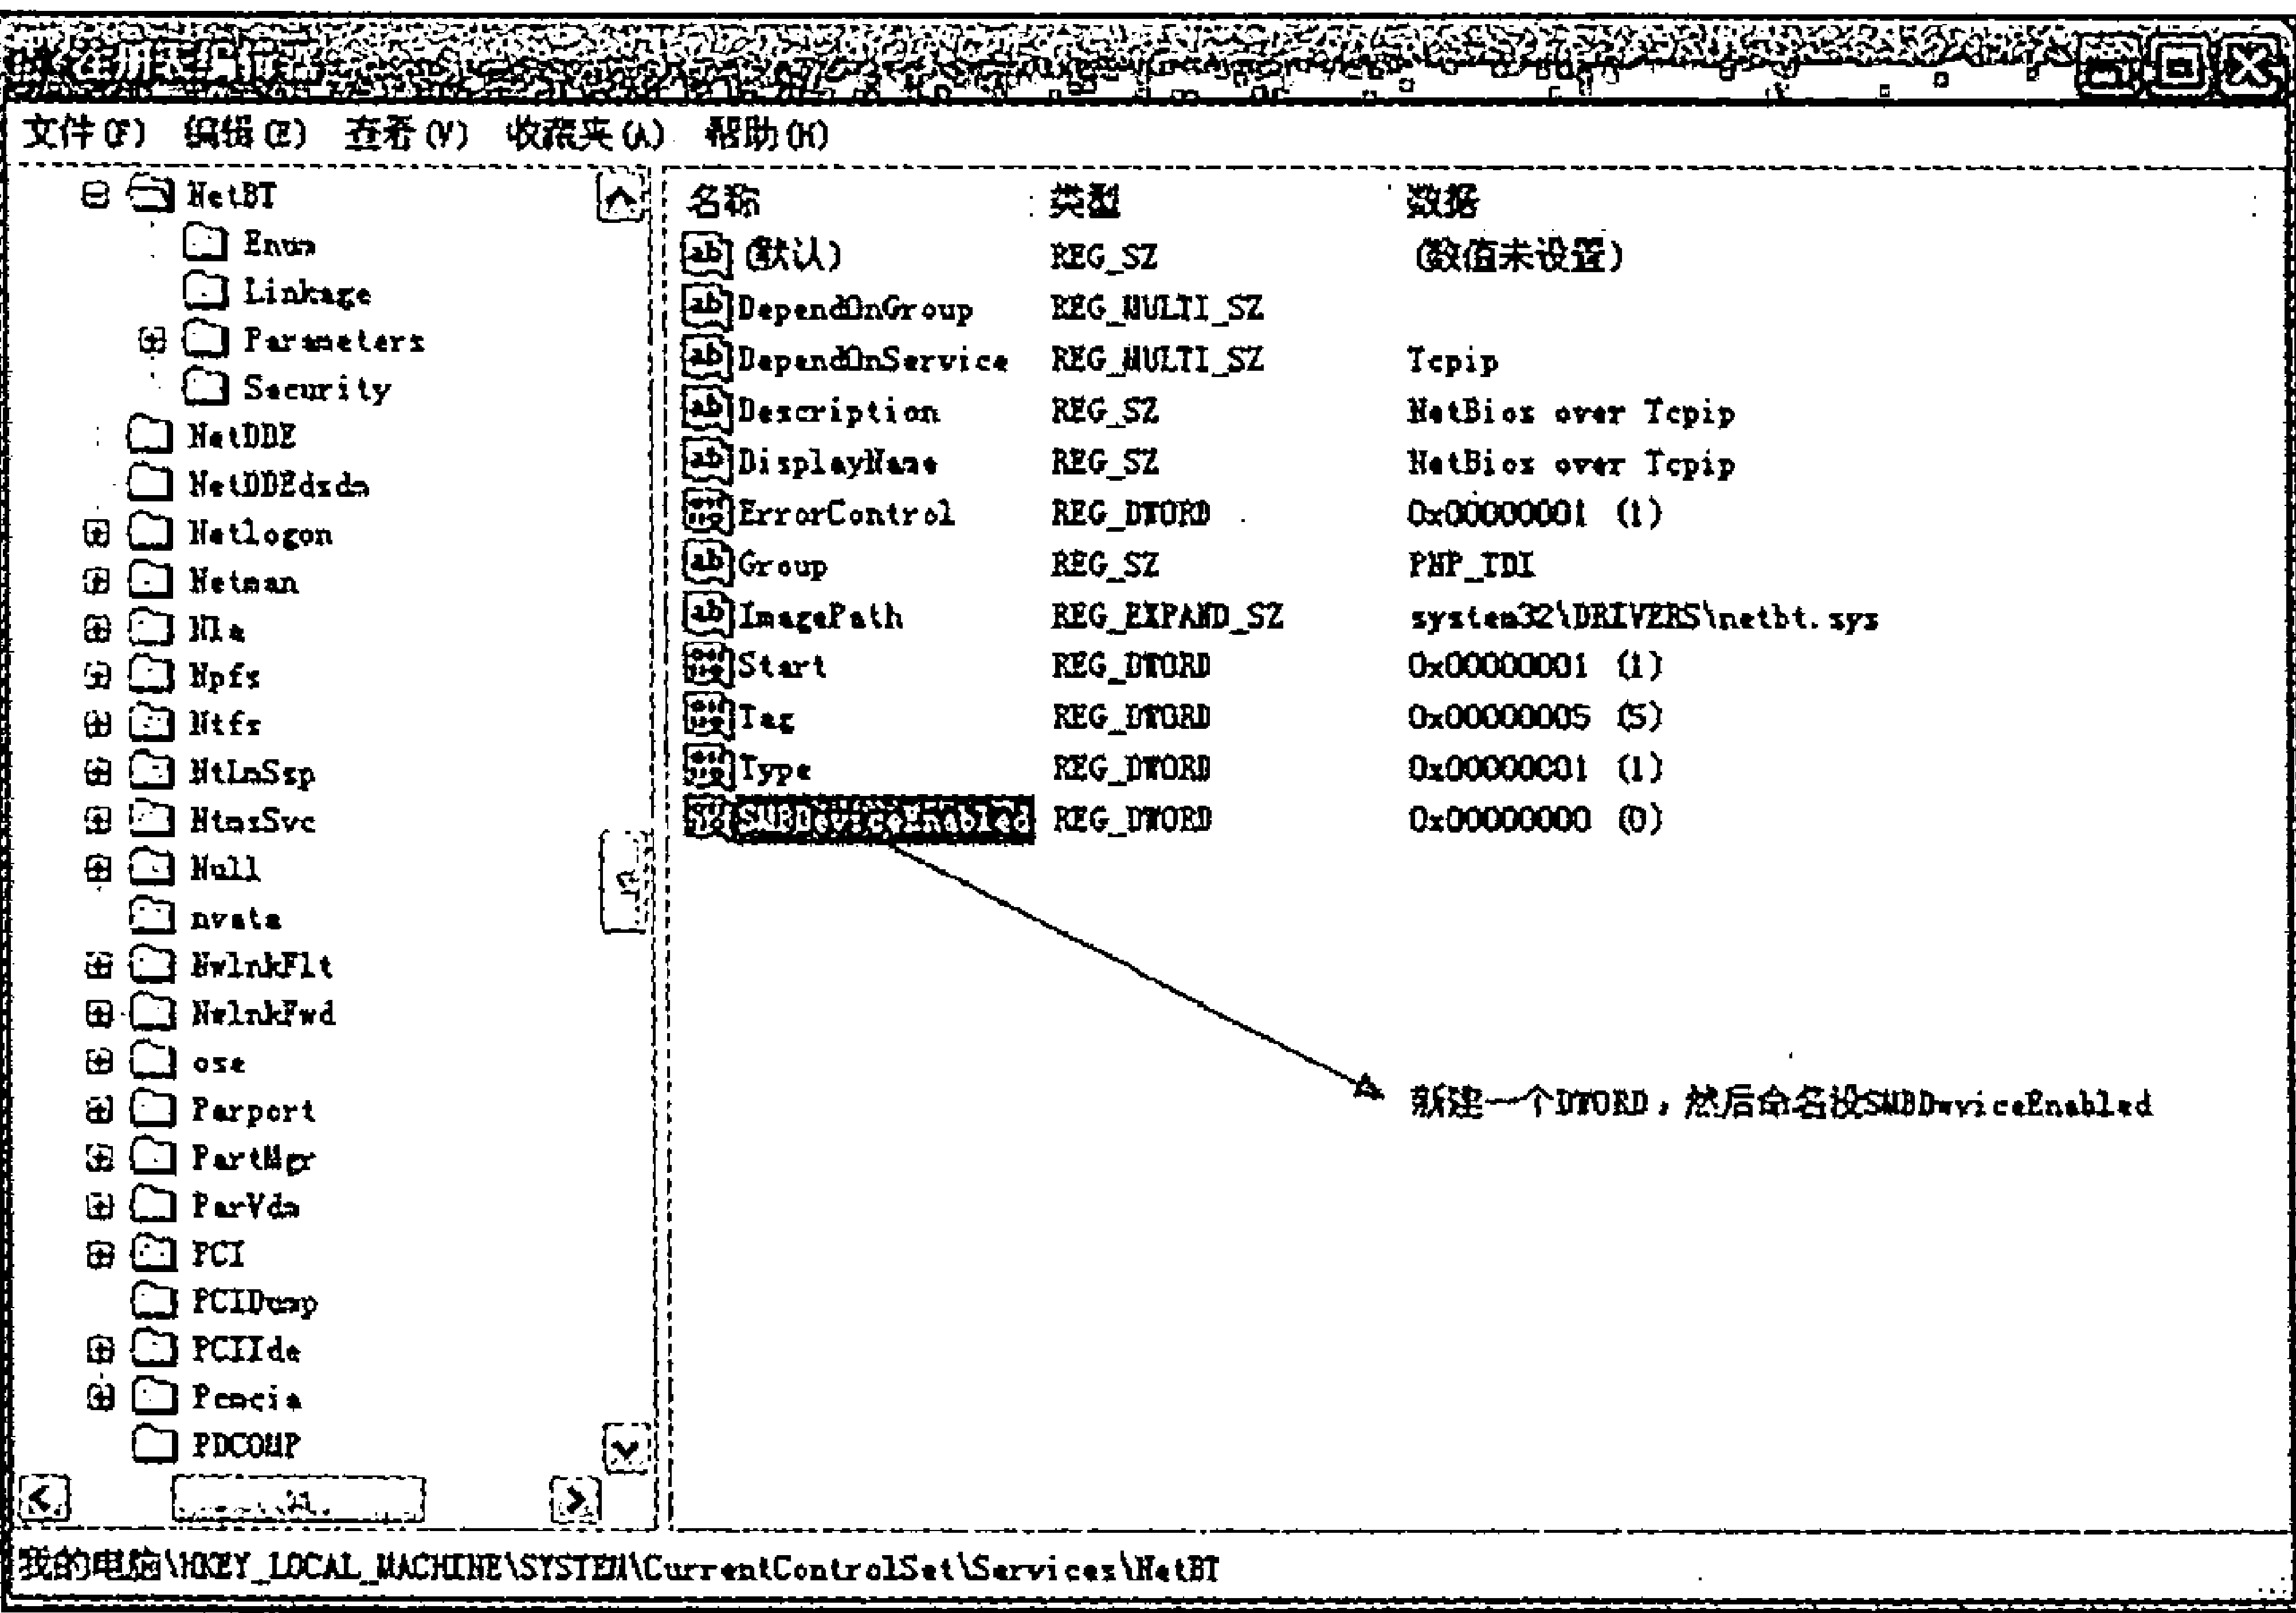 注册表编辑器
文件(F) 编辑(E) 查看(V) 收藏夹(A) 帮助(H)
NetBT
Enum
Linkage
Parameters
Security
NetDDE
NetDDEdsdm
Netlogon
Netman
Nla
Npfs
Ntfs
NtLmSsp
NtmsSvc
Null
nvata
NwlnkFlt
NwlnkFwd
ose
Parport
PartMgr
ParVdm
PCI
PCIDump
PCIIde
Pcmcia
PDCOMP
名称 类型 数据
(默认) REG_SZ (数值未设置)
DependOnGroup REG_MULTI_SZ
DependOnService REG_MULTI_SZ Tcpip
Description REG_SZ NetBios over Tcpip
DisplayName REG_SZ NetBios over Tcpip
ErrorControl REG_DWORD 0x00000001 (1)
Group REG_SZ PNP_TDI
ImagePath REG_EXPAND_SZ system32\DRIVERS\netbt.sys
Start REG_DWORD 0x00000001 (1)
Tag REG_DWORD 0x00000005 (5)
Type REG_DWORD 0x00000001 (1)
SMBDeviceEnabled REG_DWORD 0x00000000 (0)
新建一个DWORD，然后命名设SMBDeviceEnabled
我的电脑\HKEY_LOCAL_MACHINE\SYSTEM\CurrentControlSet\Services\NetBT